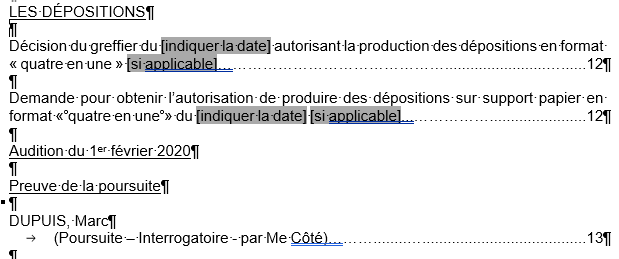 LES DÉPOSITIONS¶
¶
Décision du greffier du [indiquer la date] autorisant la production des dépositions en format
« quatre en une » [si applicable]....................................................................12¶
¶
Demande pour obtenir l’autorisation de produire des dépositions sur support papier en
format «°quatre en une°» du [indiquer la date] [si applicable]...........................................12¶
¶
Audition du 1er février 2020¶
¶
Preuve de la poursuite¶
¶
DUPUIS, Marc¶
→ (Poursuite – Interrogatoire - par Me Côté)......................................................13¶
¶